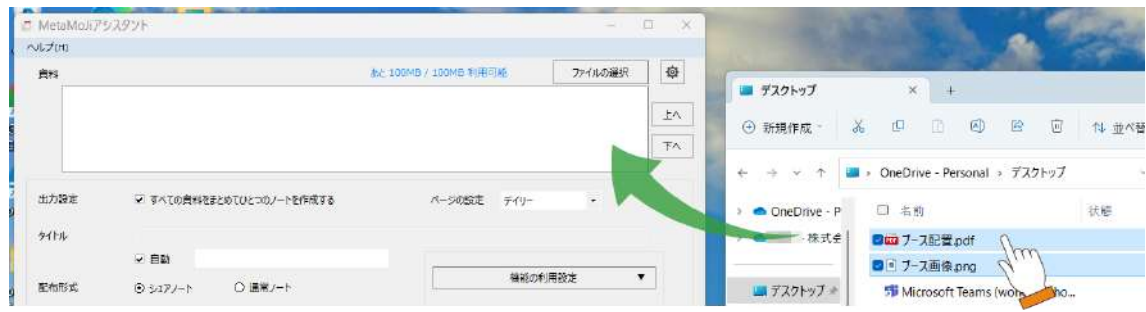 MetaMoJiアシスタント
ヘルプ(H)
資料
あと 100MB / 100MB 利用可能
ファイルの選択
上へ
下へ
出力設定
すべての資料をまとめてひとつのノートを作成する
ページの設定
デイリー
タイトル
自動
機能の利用設定
配布形式
シェアノート
通常ノート
デスクトップ
新規作成
並べ替
OneDrive - Personal
デスクトップ
OneDrive - P
名前
状態
- 株式会
ブース配置.pdf
ブース画像.png
デスクトップ
Microsoft Teams